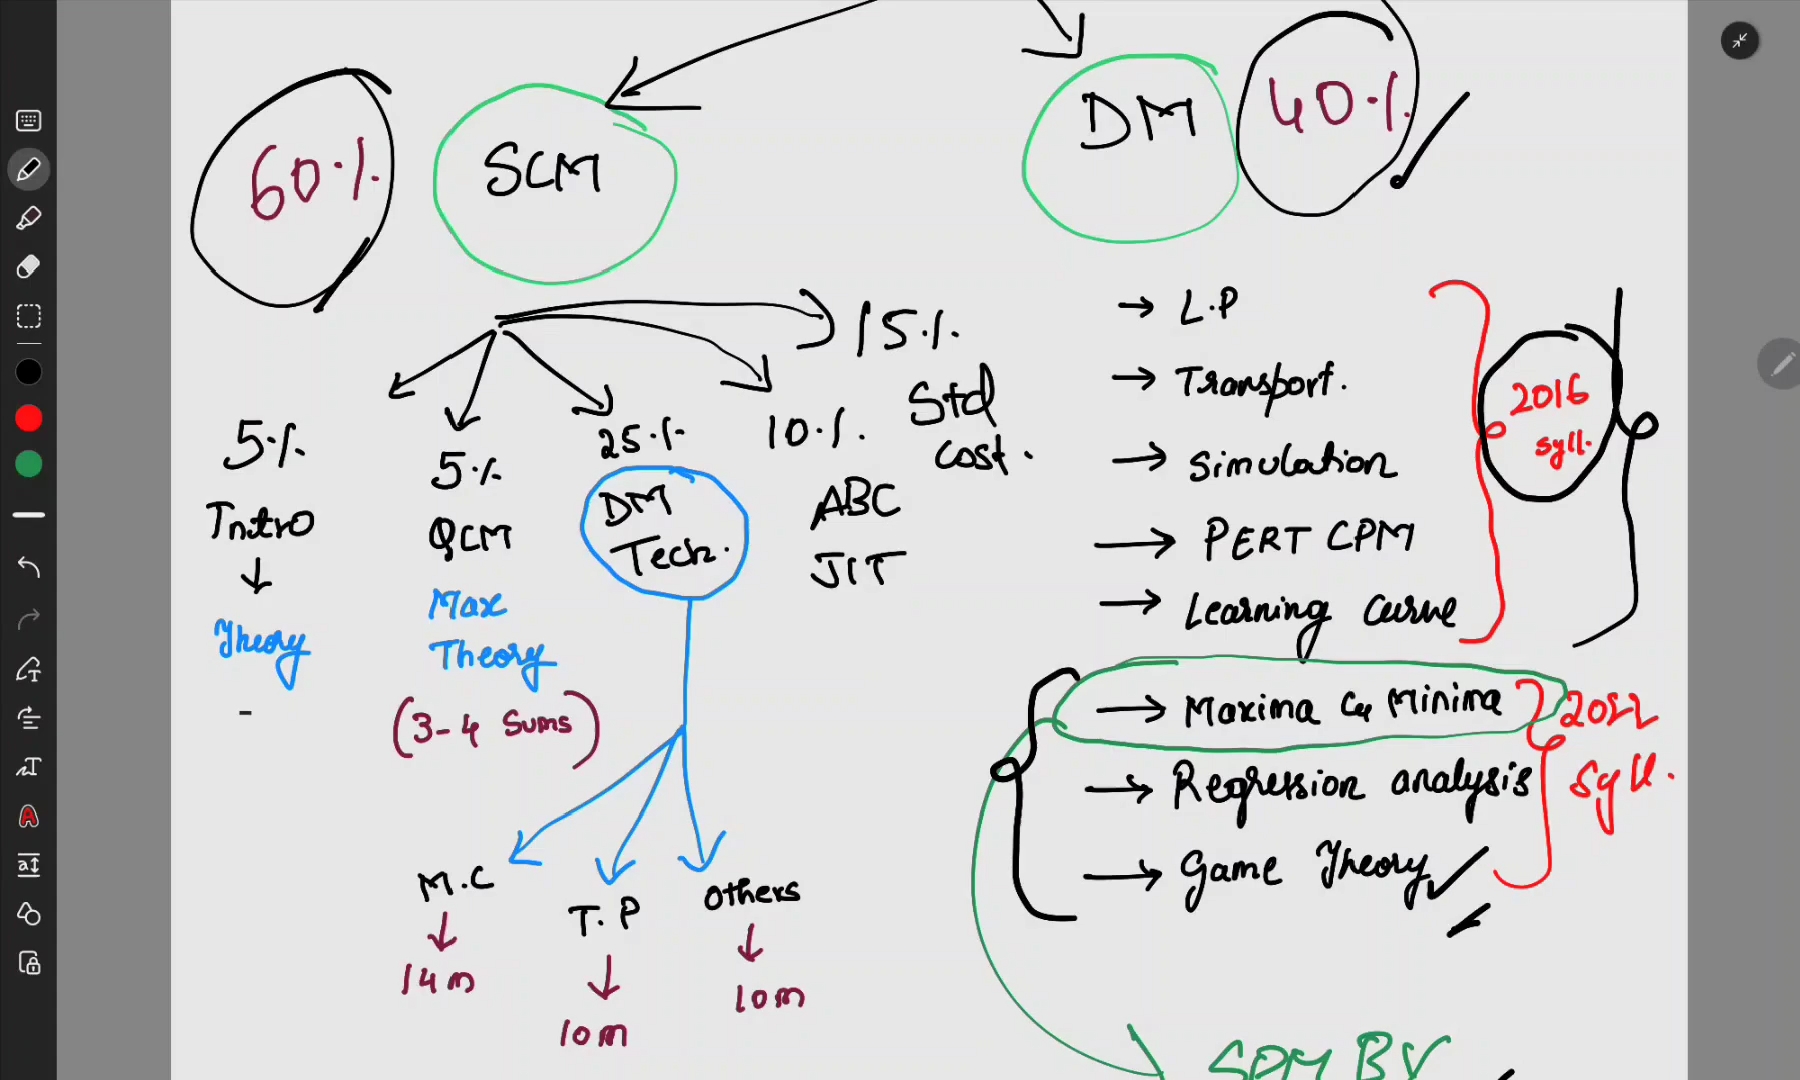 60%
SCM
DM
40%
5%
Intro
Theory
5%
QCM
Max
Theory
(3-4 Sums)
25%
DM
Tech.
10%.
ABC
JIT
15%.
Std
Cost.
M.C
14m
T.P
10m
others
10m
→ L.P
→ Transport.
→ Simulation
→ PERT CPM
→ Learning Curve
2016
syll.
→ Maxima & Minima
→ Regression analysis
→ Game Theory
2022
Syll.